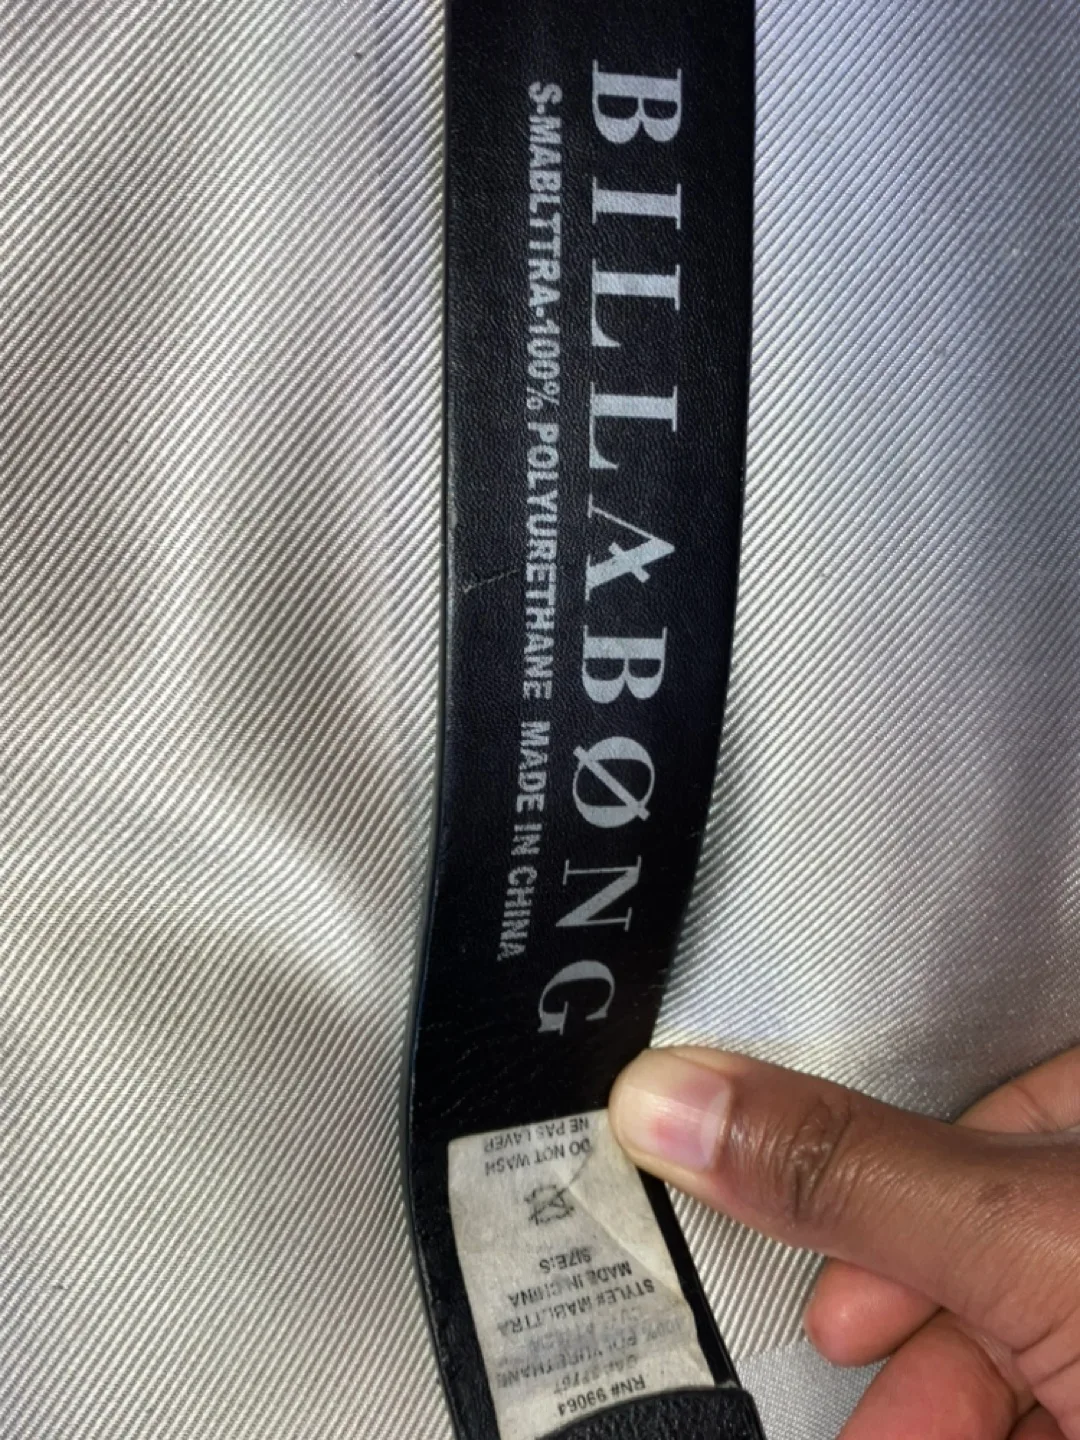 BILLABØNG
S-MABLTTRA-100% POLYURETHANE MADE IN CHINA
RN# 99064
100% POLYURETHANE
STYLE# MABLTTRA
MADE IN CHINA
SIZE:S
DO NOT WASH
NE PAS LAVER